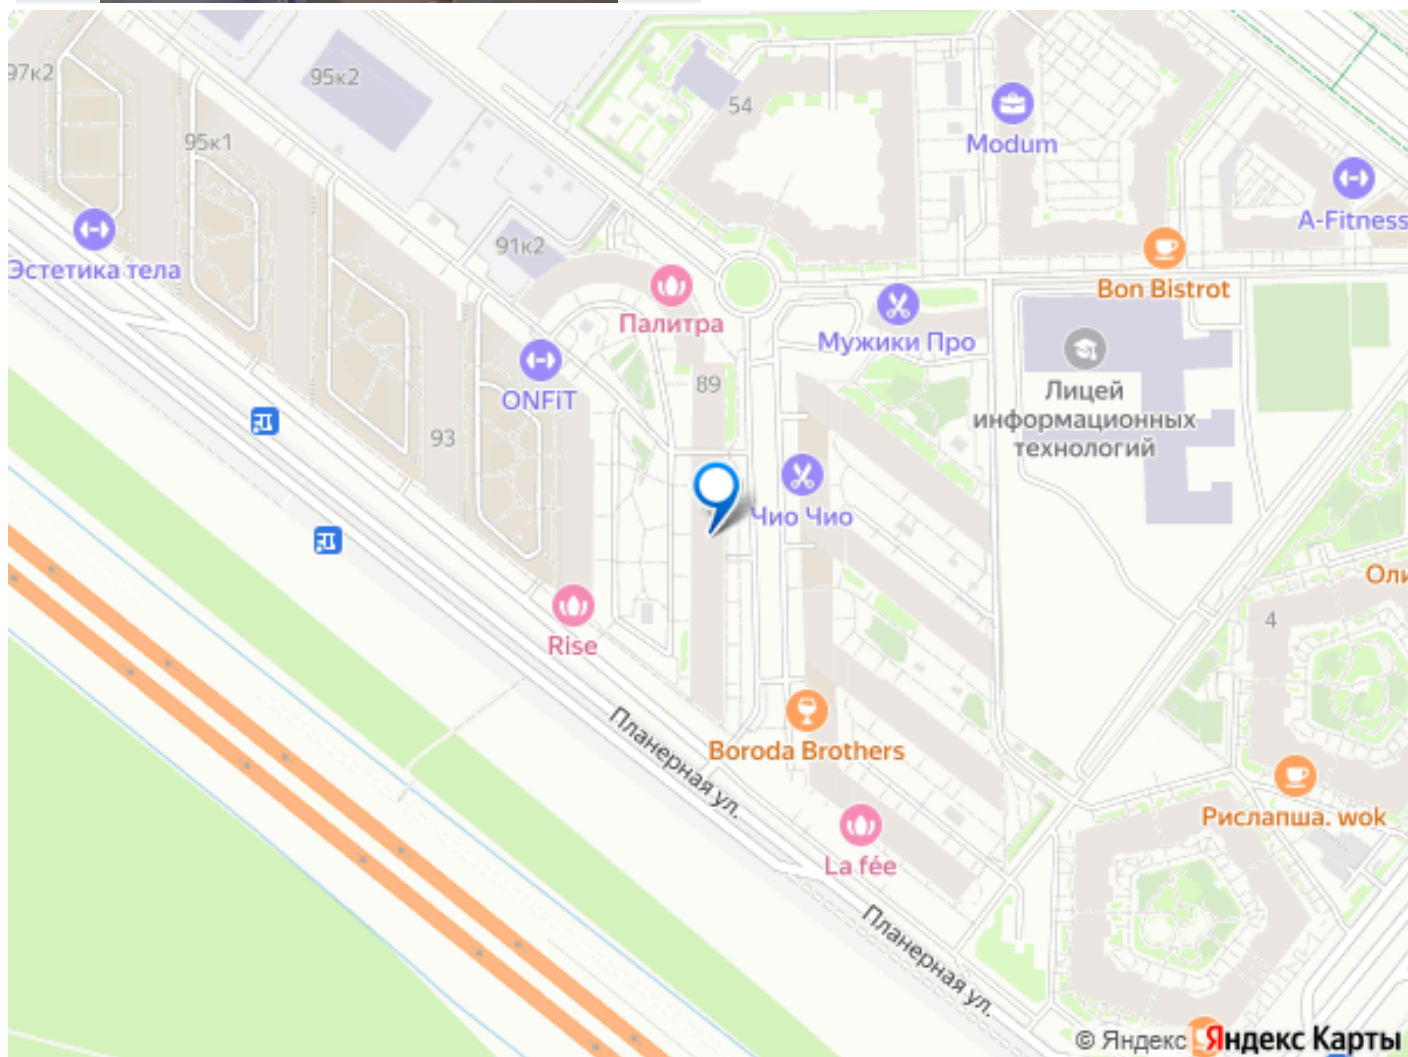 97к2
95к2
54
Modum
95к1
A-Fitness
91к2
Эстетика тела
Bon Bistrot
Палитра
Мужики Про
89
ONFiT
Лицей
информационных
технологий
93
Чио Чио
Оли
4
Rise
Планерная ул.
Boroda Brothers
Рислапша. wok
La fée
Планерная ул.
© Яндекс Яндекс Карты